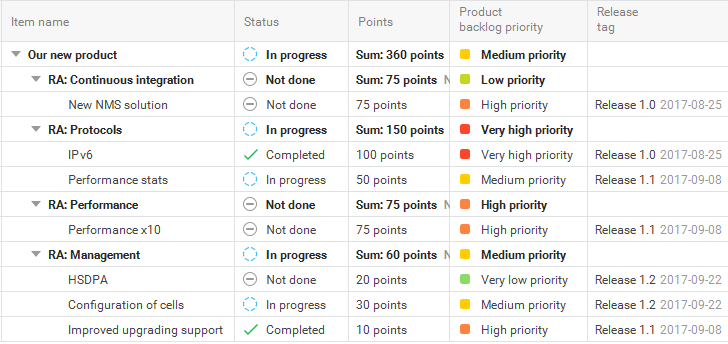 Item name Status Points Product backlog priority Release tag
Our new product In progress Sum: 360 points Medium priority
RA: Continuous integration Not done Sum: 75 points N Low priority
New NMS solution Not done 75 points High priority Release 1.0 2017-08-25
RA: Protocols In progress Sum: 150 points Very high priority
IPv6 Completed 100 points Very high priority Release 1.0 2017-08-25
Performance stats In progress 50 points Medium priority Release 1.1 2017-09-08
RA: Performance Not done Sum: 75 points N High priority
Performance x10 Not done 75 points High priority Release 1.1 2017-09-08
RA: Management In progress Sum: 60 points N Medium priority
HSDPA Not done 20 points Very low priority Release 1.2 2017-09-22
Configuration of cells In progress 30 points Medium priority Release 1.2 2017-09-22
Improved upgrading support Completed 10 points High priority Release 1.1 2017-09-08